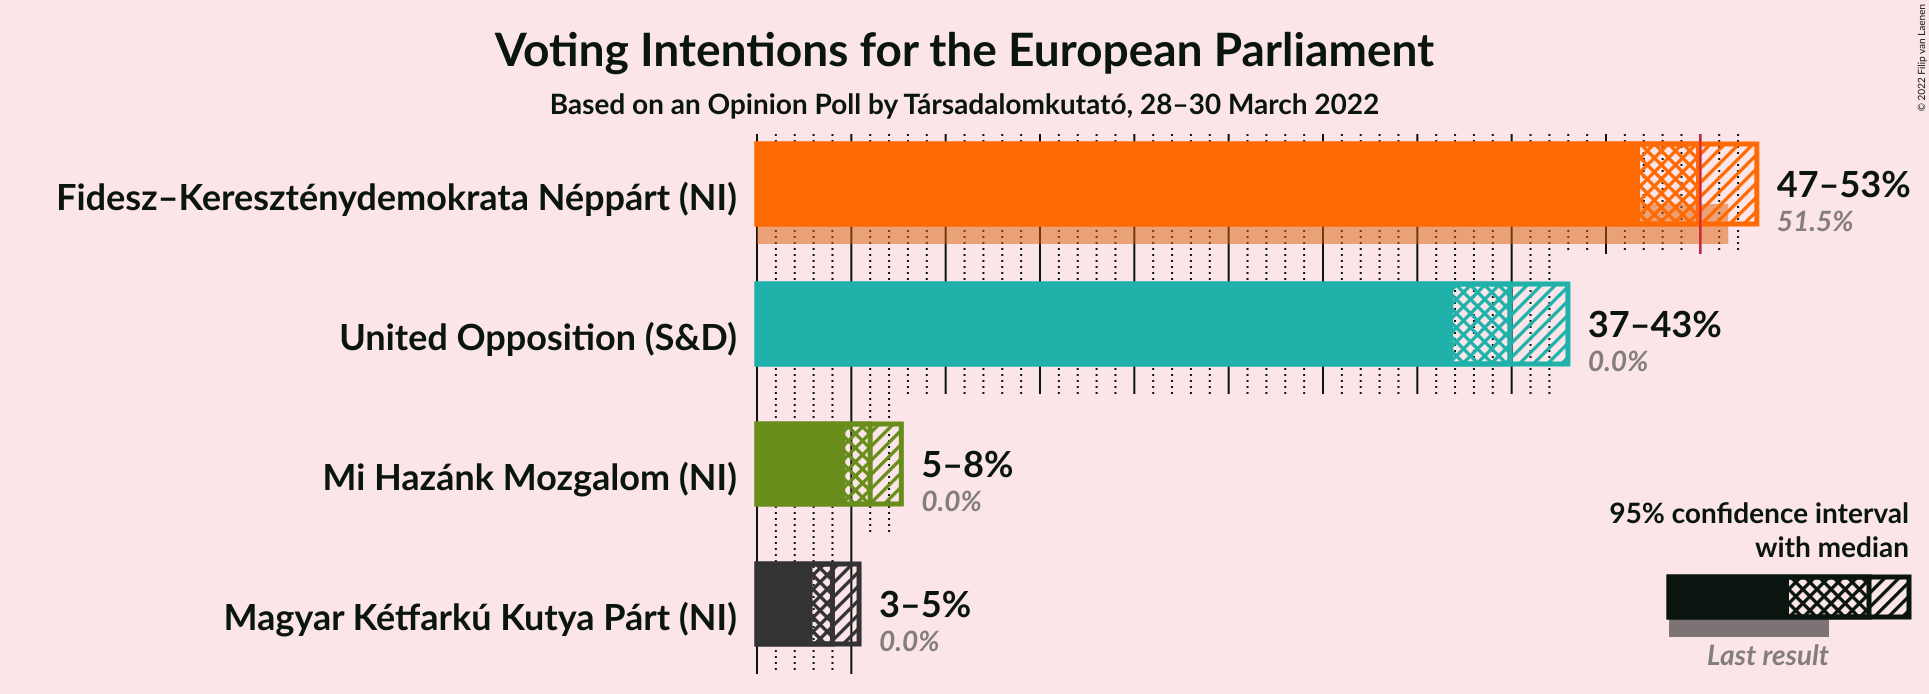 Voting Intentions for the European Parliament
Based on an Opinion Poll by Társadalomkutató, 28–30 March 2022
© 2022 Filip van Laenen
Fidesz–Kereszténydemokrata Néppárt (NI)
47–53%
51.5%
United Opposition (S&D)
37–43%
0.0%
Mi Hazánk Mozgalom (NI)
5–8%
0.0%
Magyar Kétfarkú Kutya Párt (NI)
3–5%
0.0%
95% confidence interval
with median
Last result